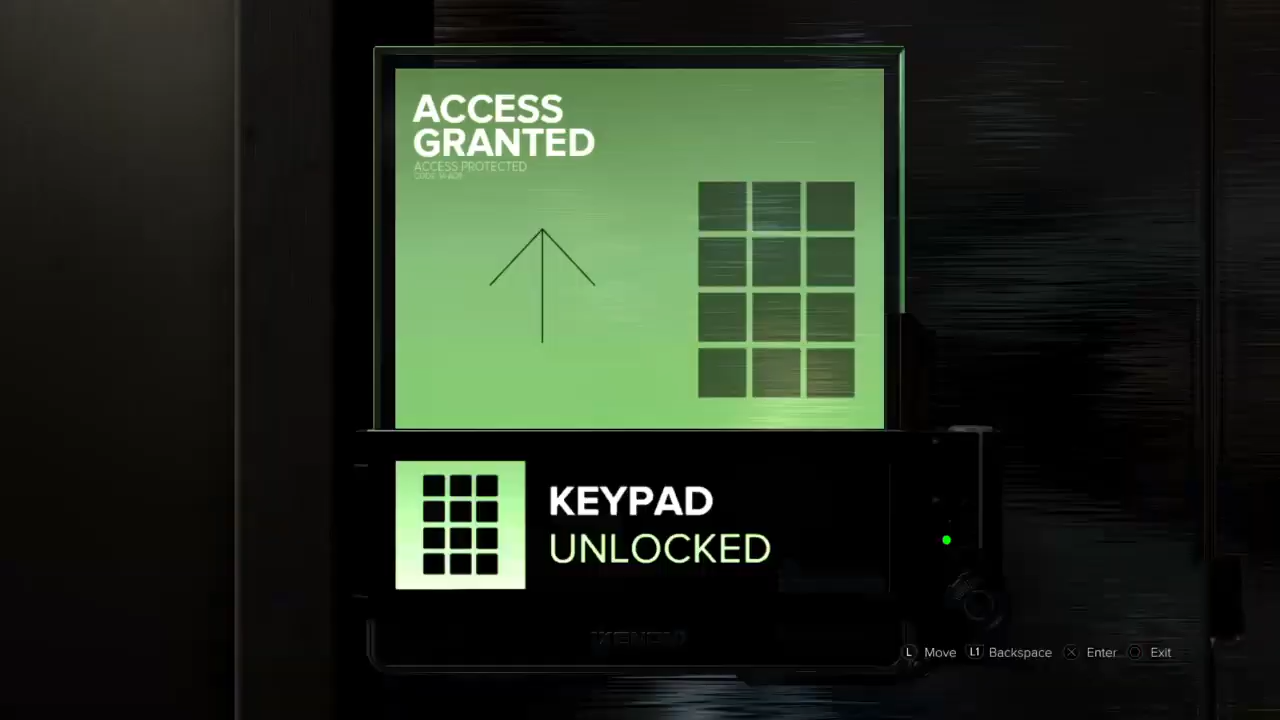 ACCESS
GRANTED
ACCESS PROTECTED
KEYPAD
UNLOCKED
L Move L1 Backspace Enter Exit